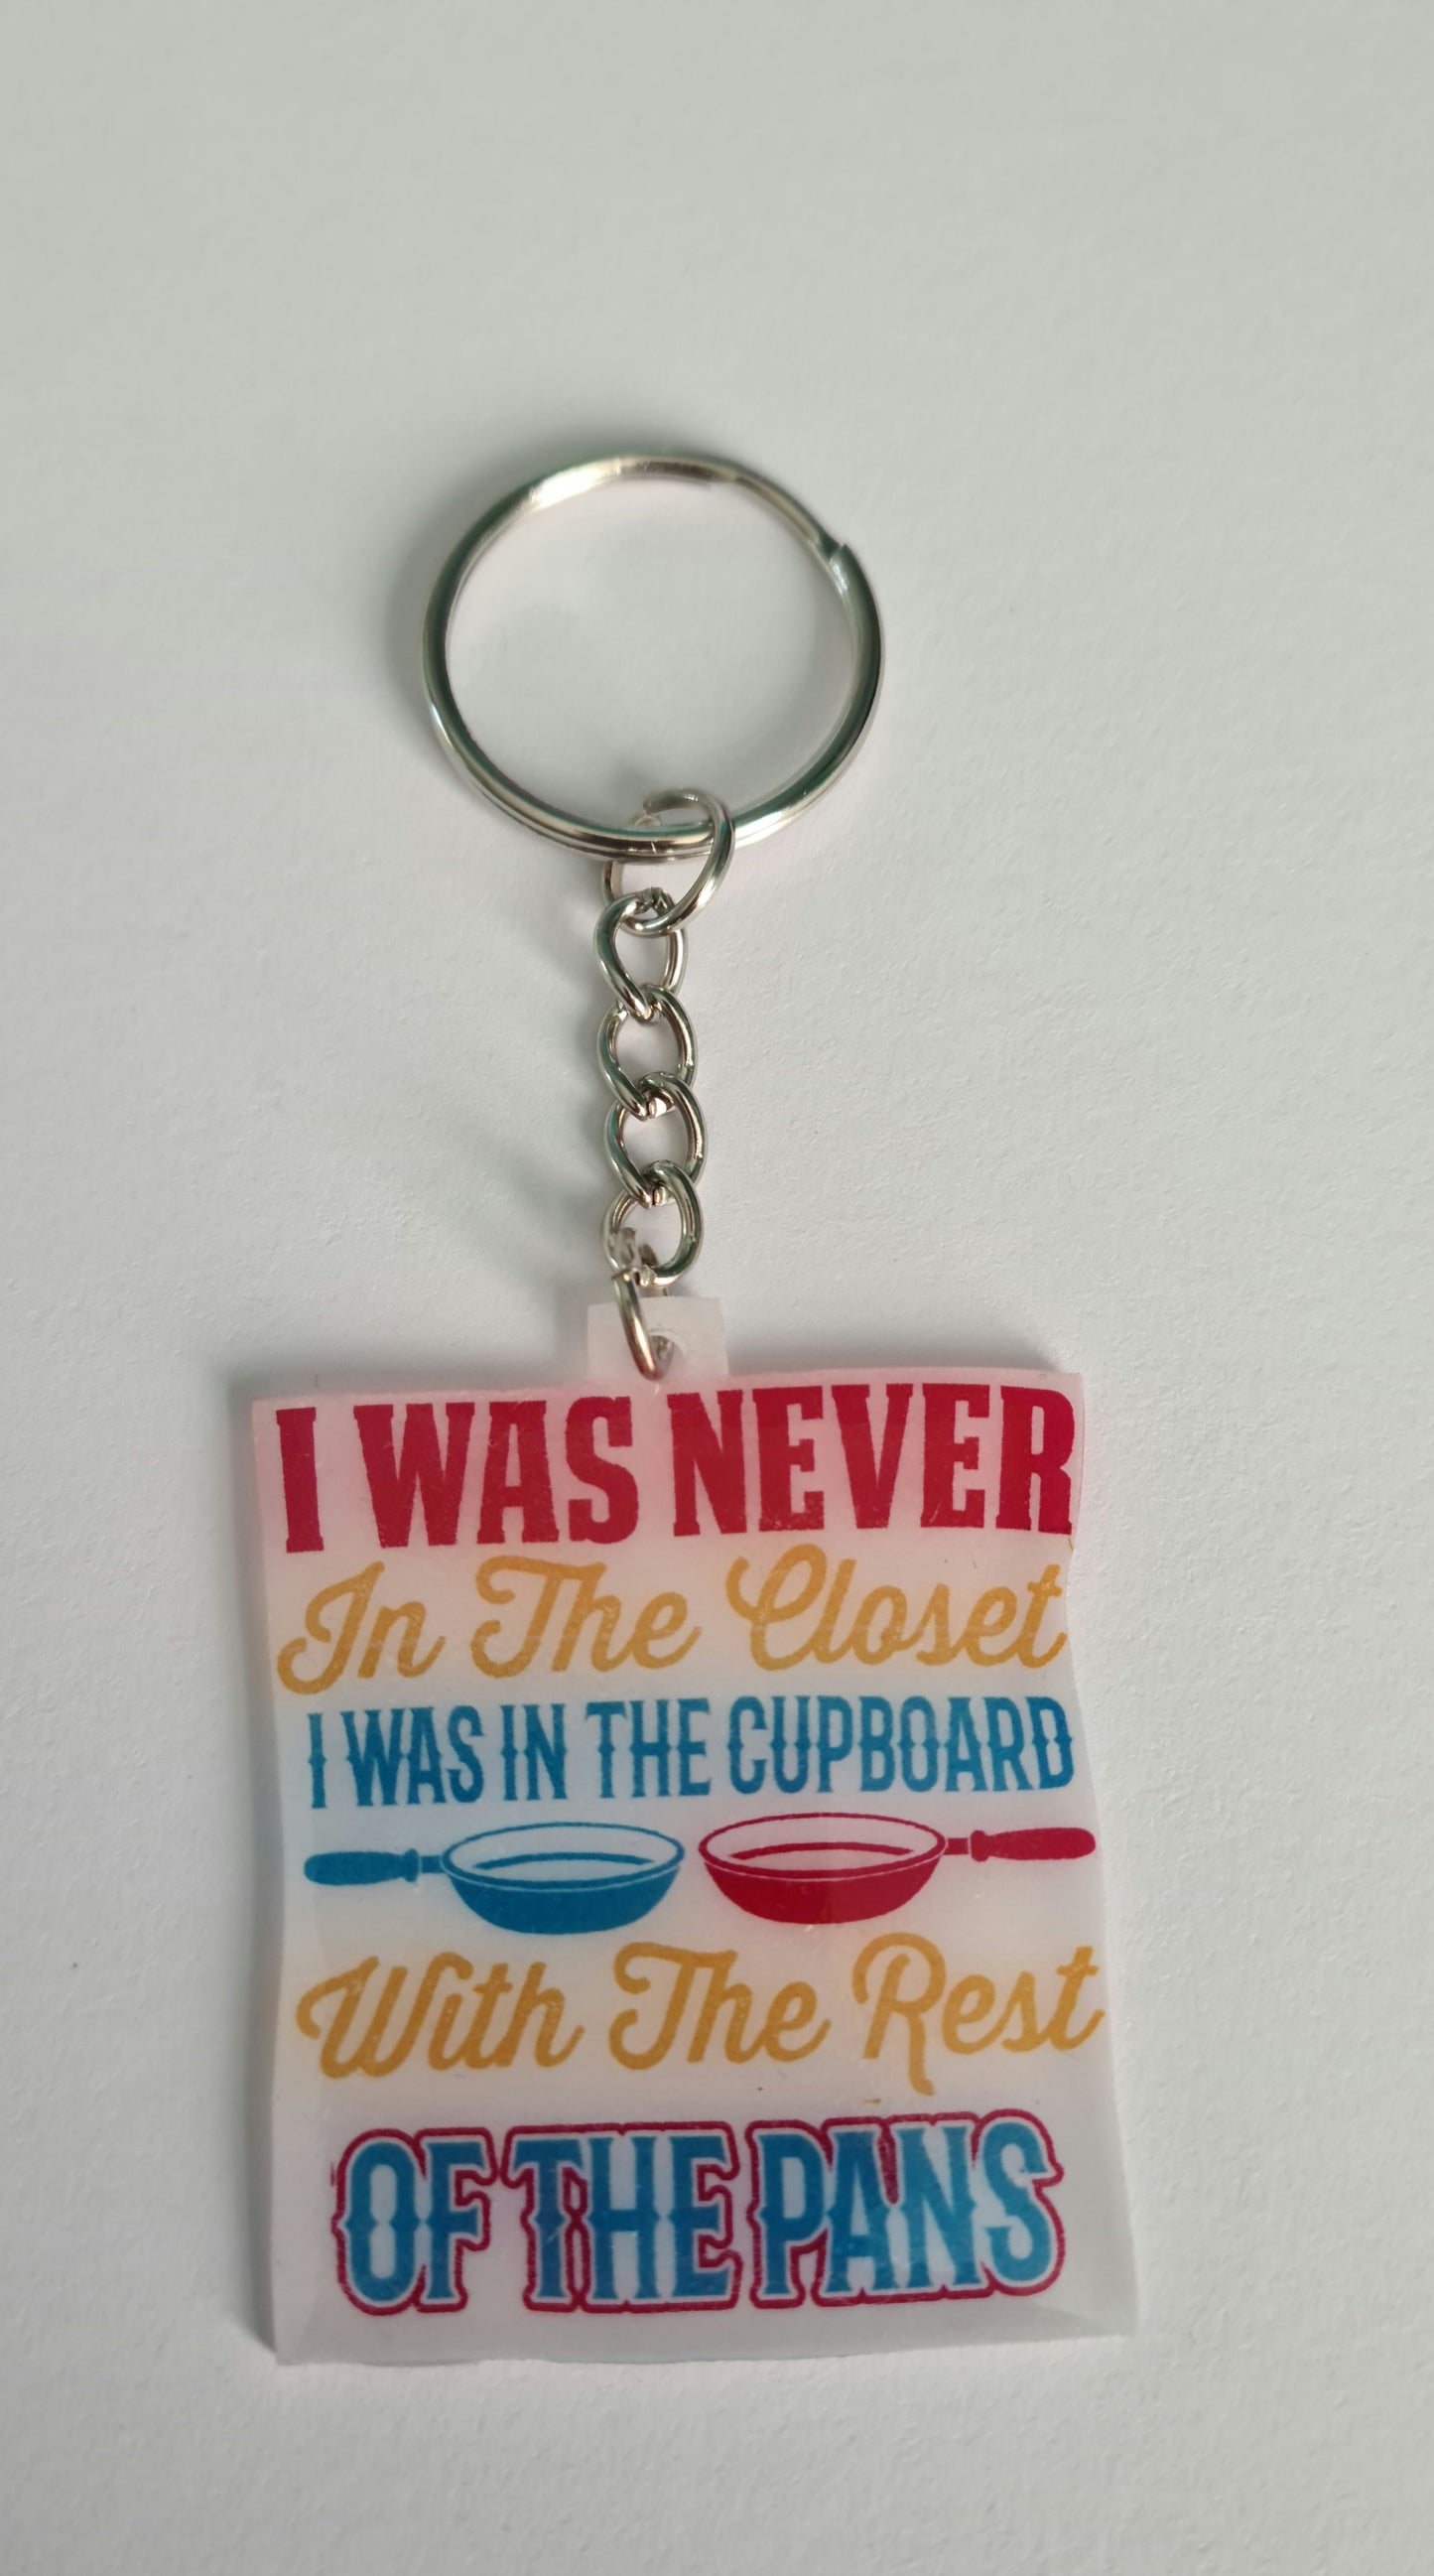 I WAS NEVER
In The Closet
I WAS IN THE CUPBOARD
With The Rest
OF THE PANS